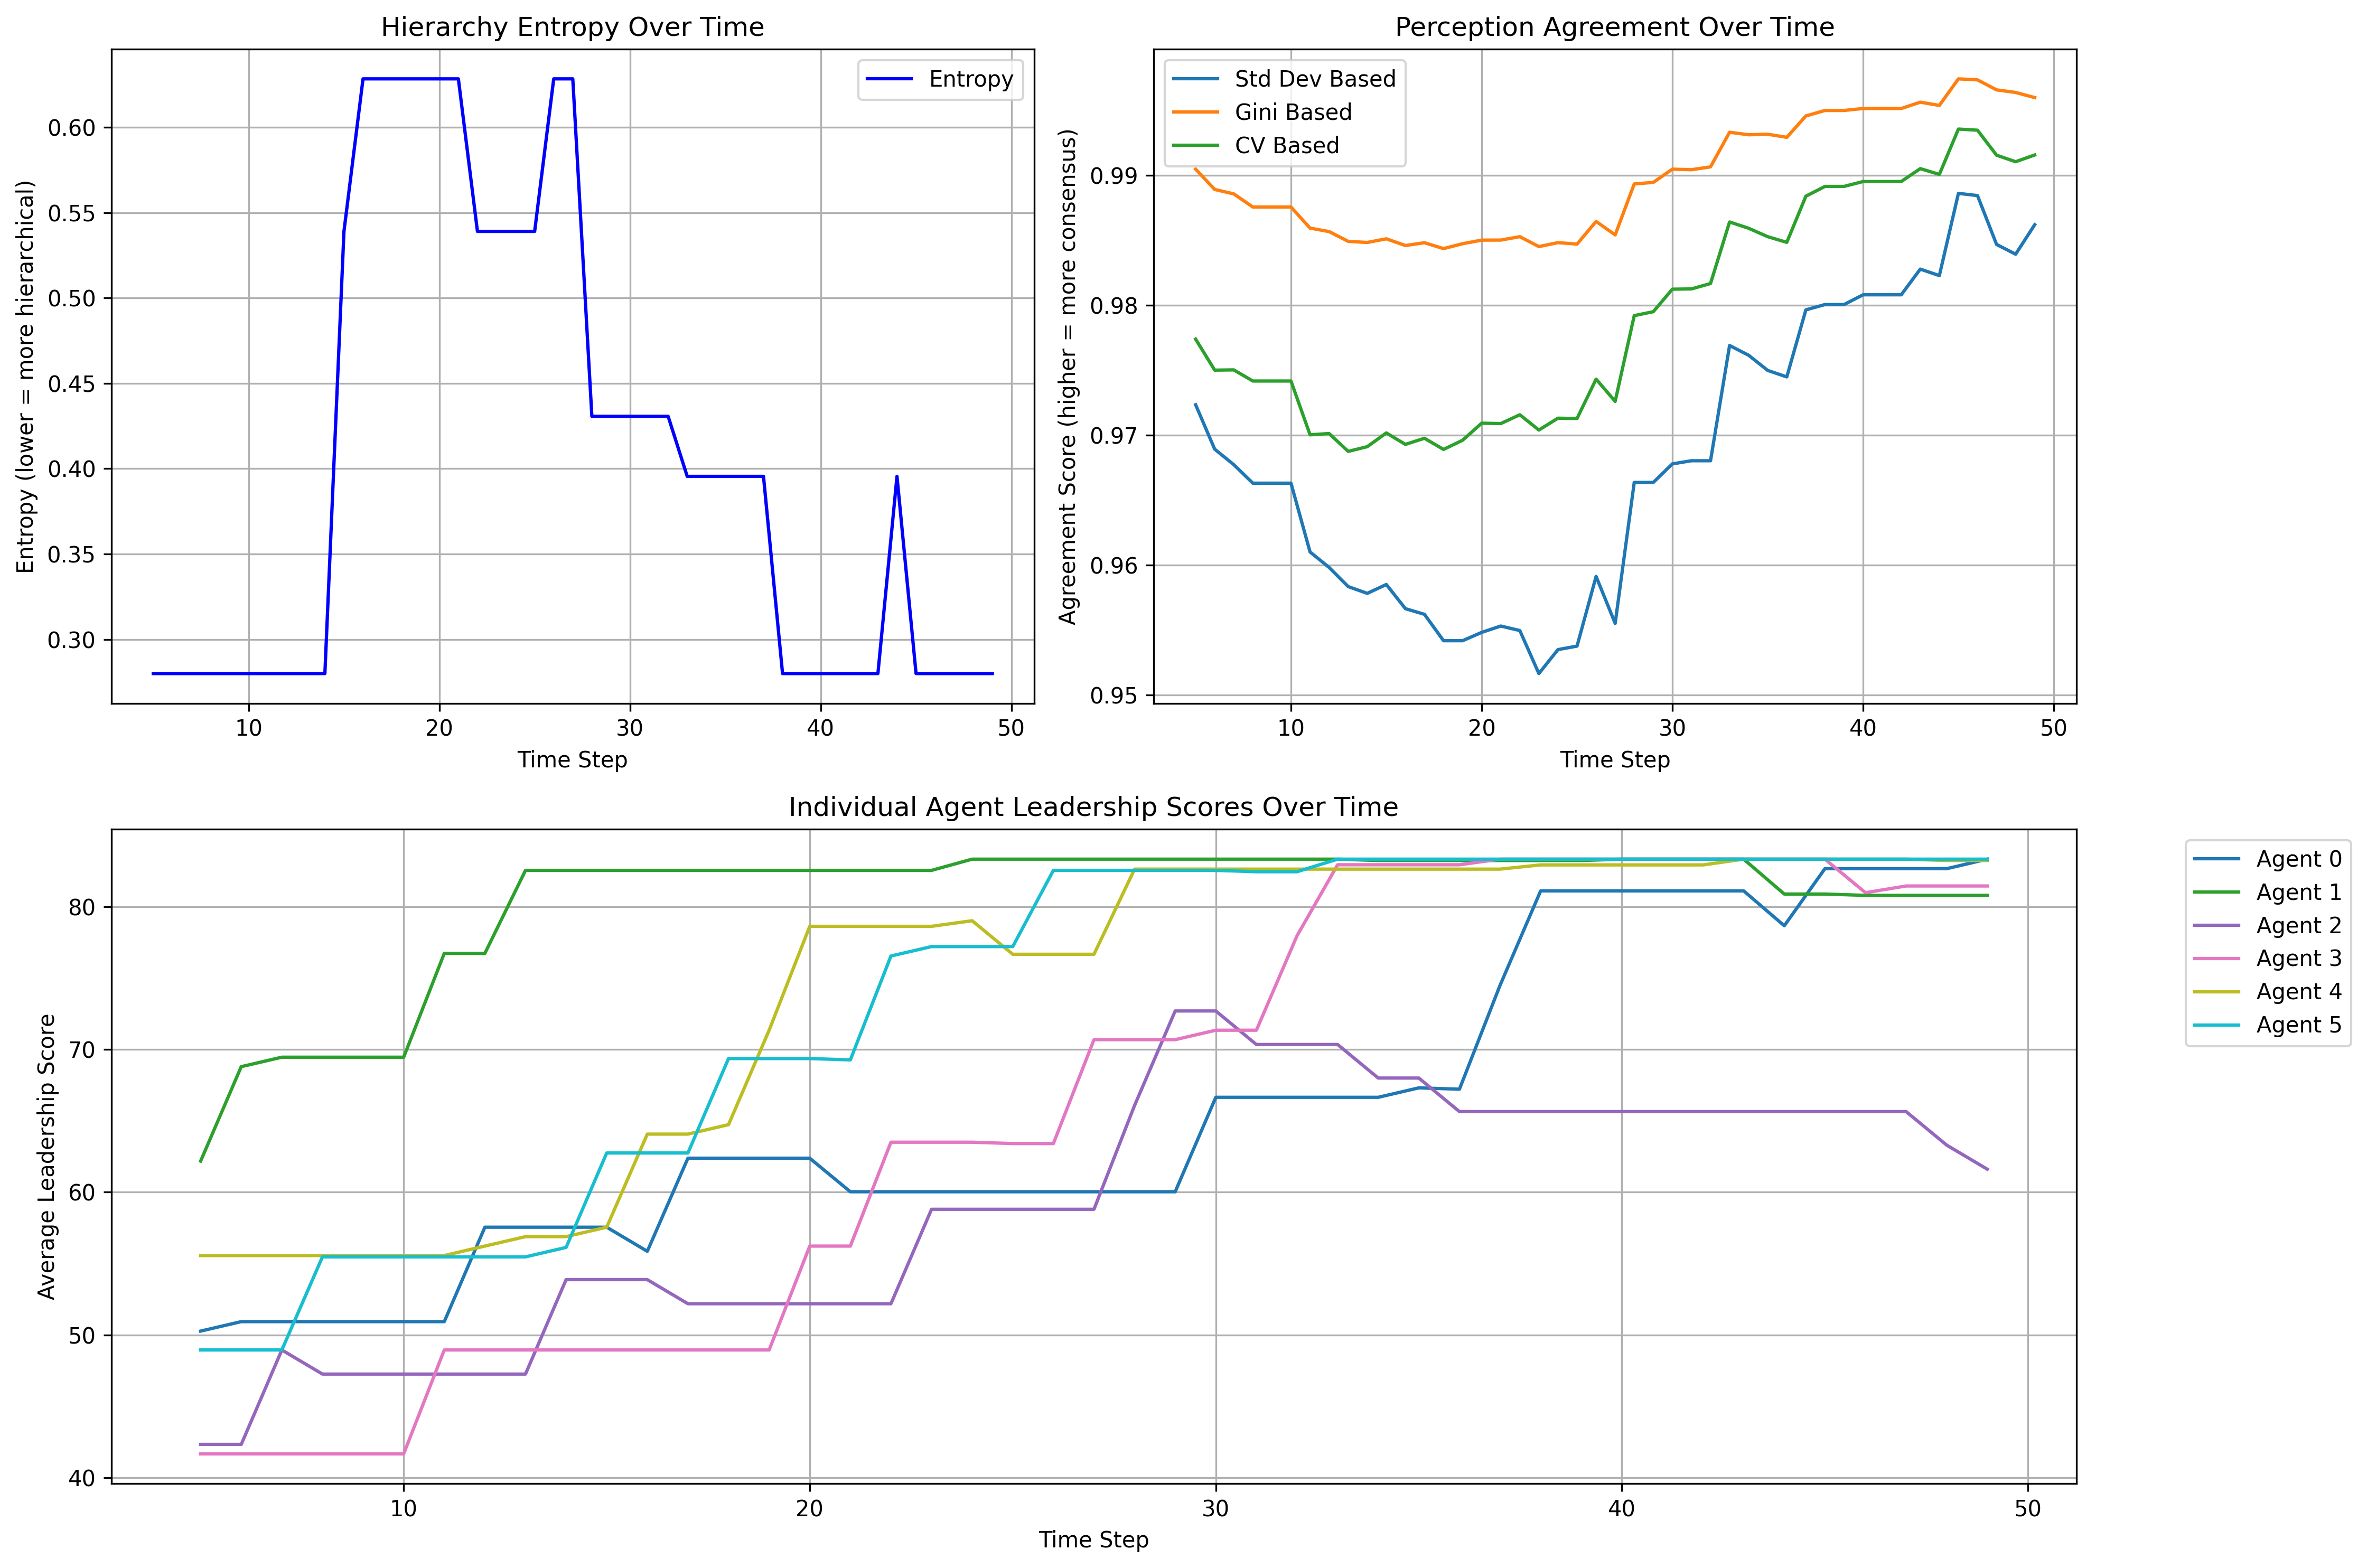 Hierarchy Entropy Over Time
Entropy
Entropy (lower = more hierarchical)
0.60
0.55
0.50
0.45
0.40
0.35
0.30
10 20 30 40 50
Time Step
Perception Agreement Over Time
Std Dev Based
Gini Based
CV Based
Agreement Score (higher = more consensus)
0.99
0.98
0.97
0.96
0.95
10 20 30 40 50
Time Step
Individual Agent Leadership Scores Over Time
Average Leadership Score
80
70
60
50
40
10 20 30 40 50
Time Step
Agent 0
Agent 1
Agent 2
Agent 3
Agent 4
Agent 5